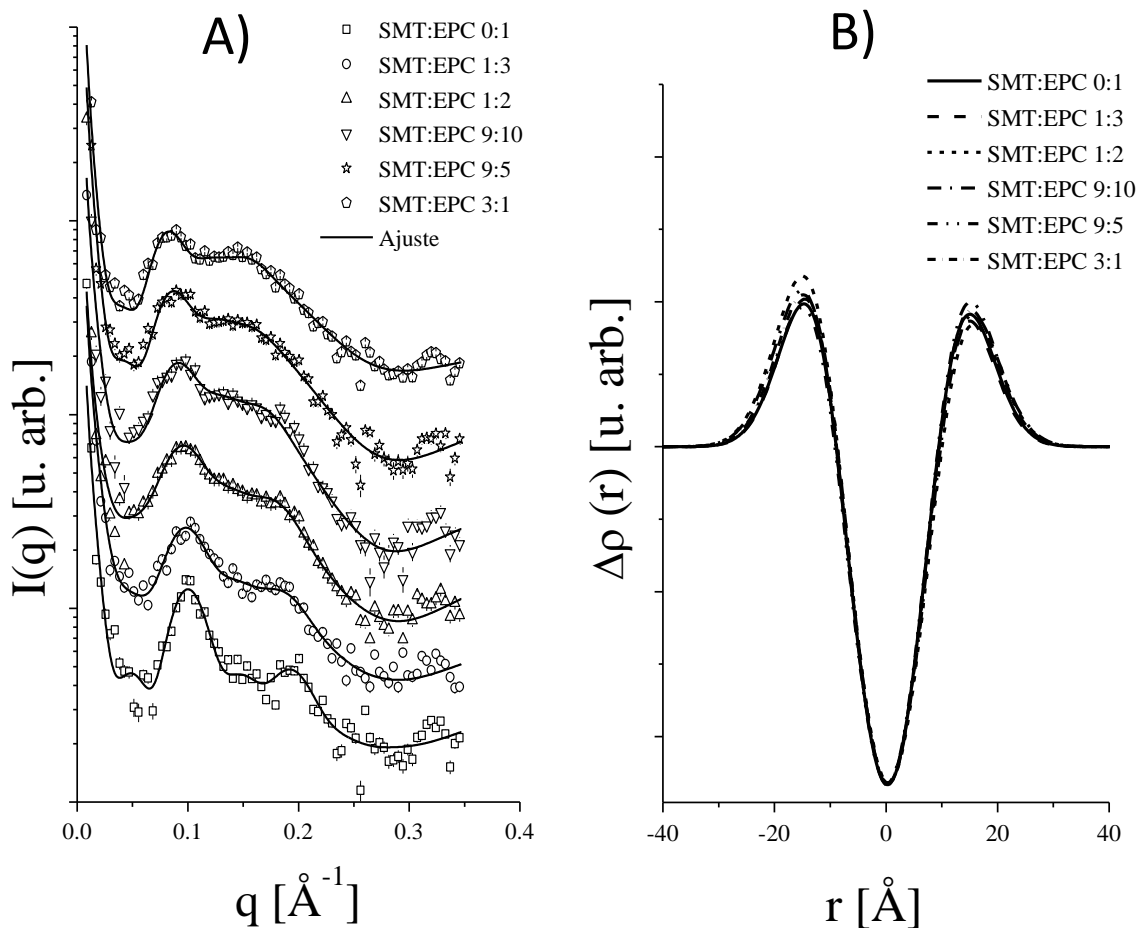 A)
SMT:EPC 0:1
SMT:EPC 1:3
SMT:EPC 1:2
SMT:EPC 9:10
SMT:EPC 9:5
SMT:EPC 3:1
Ajuste
I(q) [u. arb.]
0.0 0.1 0.2 0.3 0.4
q [Å⁻¹]
B)
SMT:EPC 0:1
SMT:EPC 1:3
SMT:EPC 1:2
SMT:EPC 9:10
SMT:EPC 9:5
SMT:EPC 3:1
Δρ (r) [u. arb.]
-40 -20 0 20 40
r [Å]